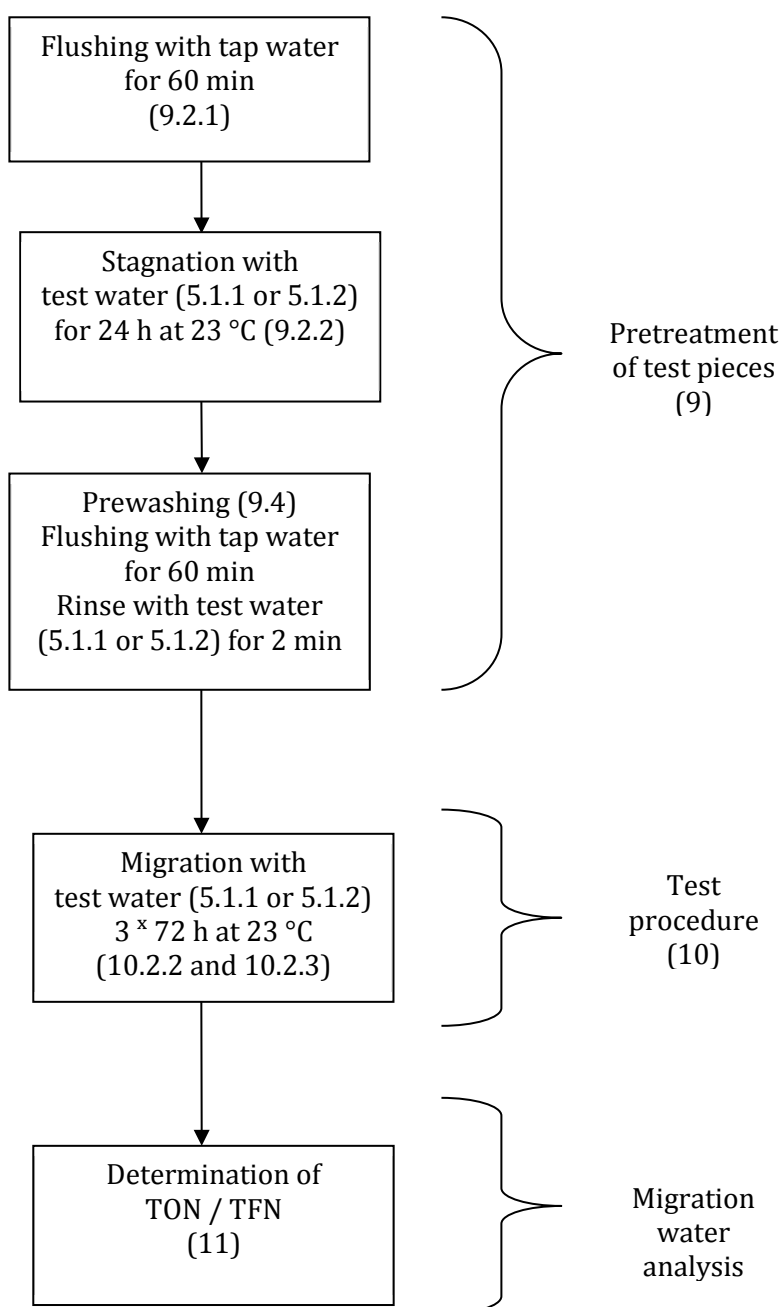 Flushing with tap water
for 60 min
(9.2.1)
Stagnation with
test water (5.1.1 or 5.1.2)
for 24 h at 23 °C (9.2.2)
Prewashing (9.4)
Flushing with tap water
for 60 min
Rinse with test water
(5.1.1 or 5.1.2) for 2 min
Pretreatment
of test pieces
(9)
Migration with
test water (5.1.1 or 5.1.2)
3 ˣ 72 h at 23 °C
(10.2.2 and 10.2.3)
Test
procedure
(10)
Determination of
TON / TFN
(11)
Migration
water
analysis